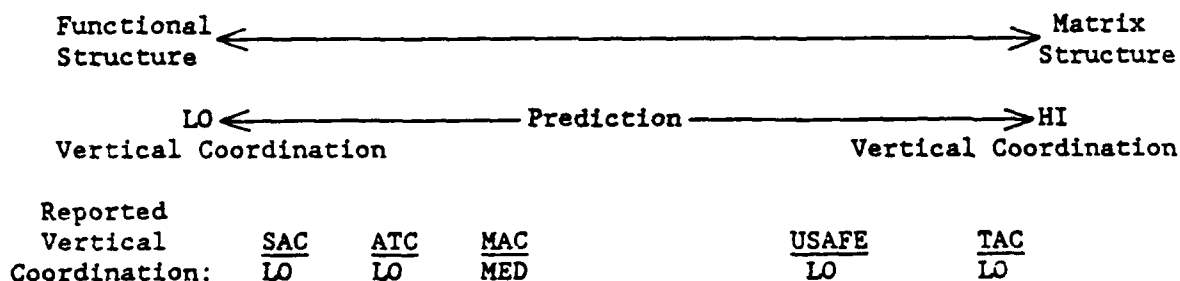 Functional Matrix
Structure Structure
LO Prediction HI
Vertical Coordination Vertical Coordination
Reported
Vertical SAC ATC MAC USAFE TAC
Coordination: LO LO MED LO LO